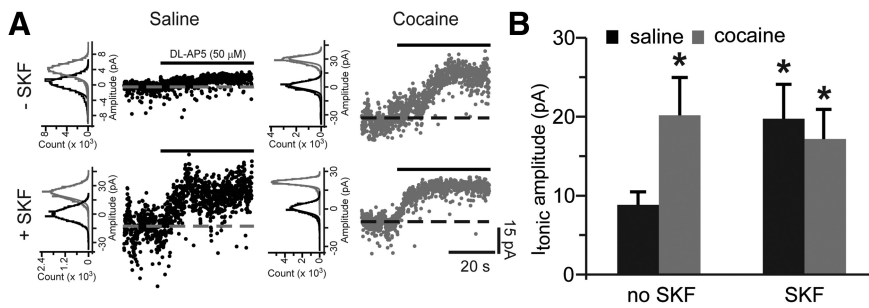 A
Saline
Cocaine
- SKF
8
4
0
-4
-8
Amplitude (pA)
8 4 0
Count (x 10³)
DL-AP5 (50 µM)
30
0
-30
Amplitude (pA)
4 2 0
Count (x 10³)
+ SKF
30
0
-30
Amplitude (pA)
2.4 1.2 0
Count (x 10³)
30
0
-30
Amplitude (pA)
4 2 0
Count (x 10³)
15 pA
20 s
B
saline cocaine
Itonic amplitude (pA)
30
20
10
0
* * *
no SKF SKF